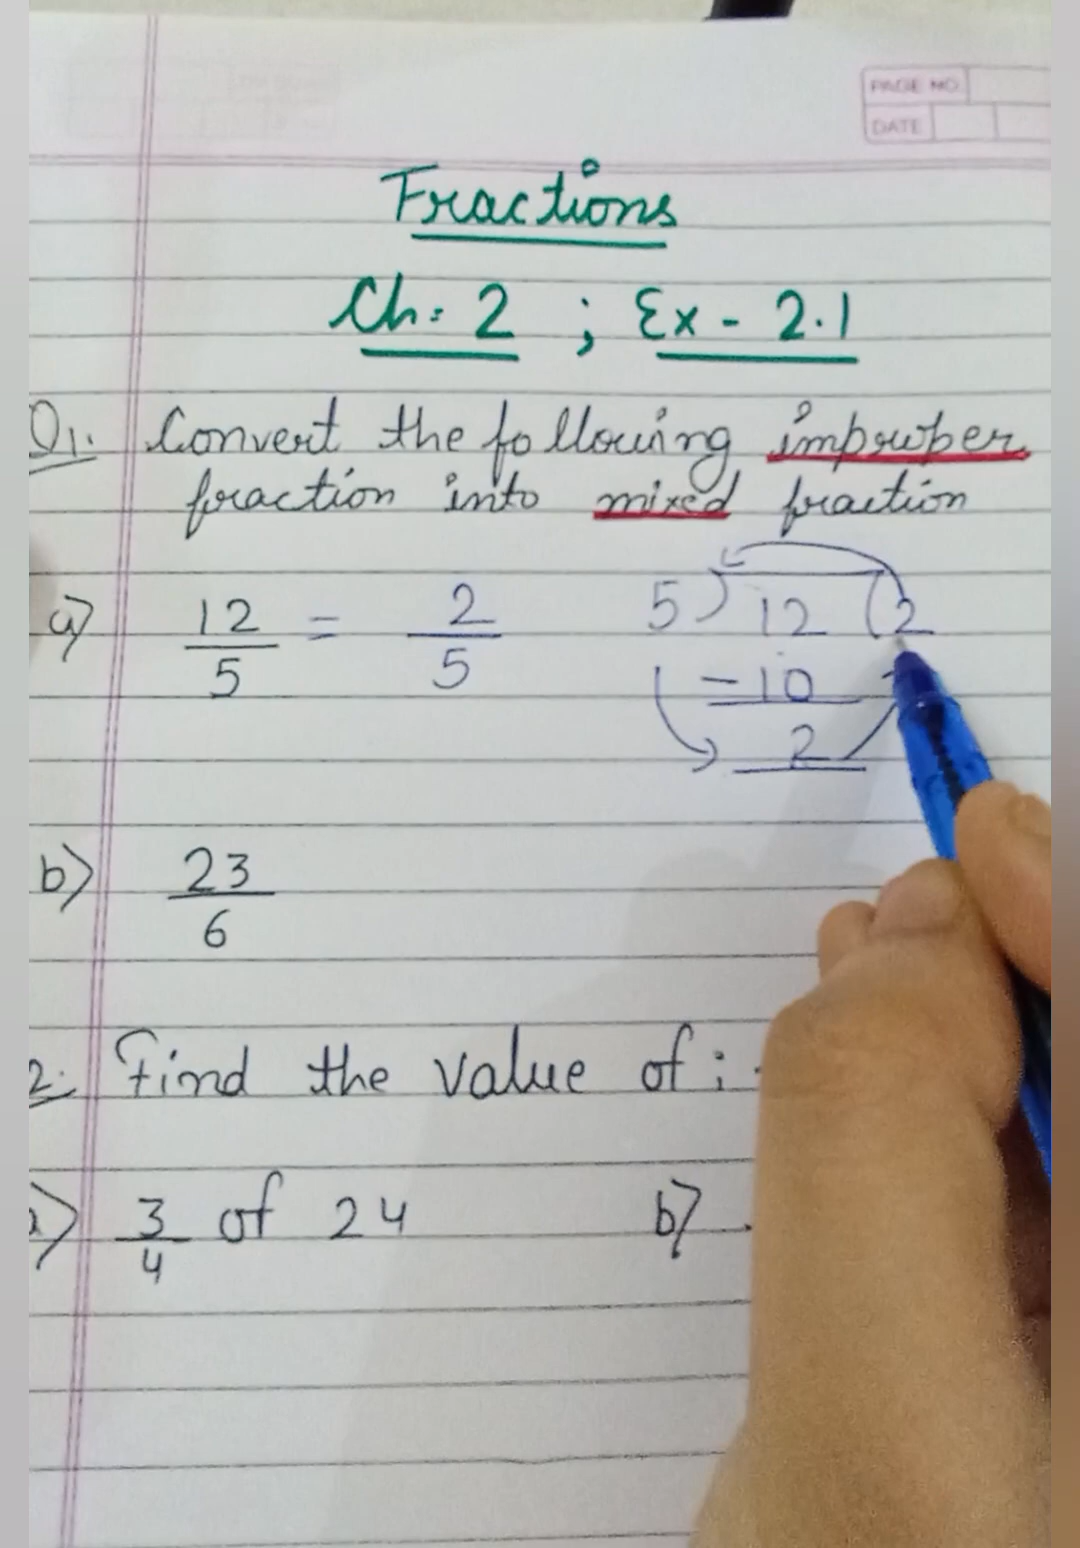 PAGE NO.
DATE
Fractions
Ch: 2 ; Ex - 2.1
Q1. Convert the following improper
fraction into mixed fraction
a) 12/5 = 2/5
5 ) 12 ( 2
- 10
2
b) 23/6
2. Find the value of : -
a) 3/4 of 24 b)